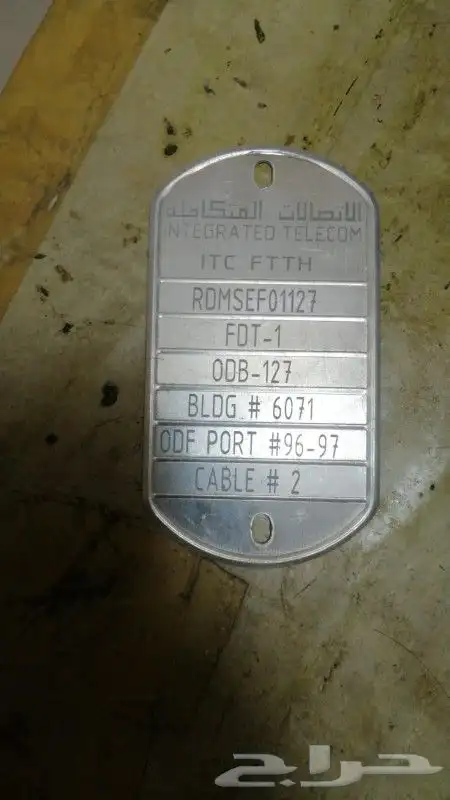 الاتصالات المتكاملة
INTEGRATED TELECOM
ITC FTTH
RDMSEF01127
FDT-1
ODB-127
BLDG # 6071
ODF PORT #96-97
CABLE # 2
حراج